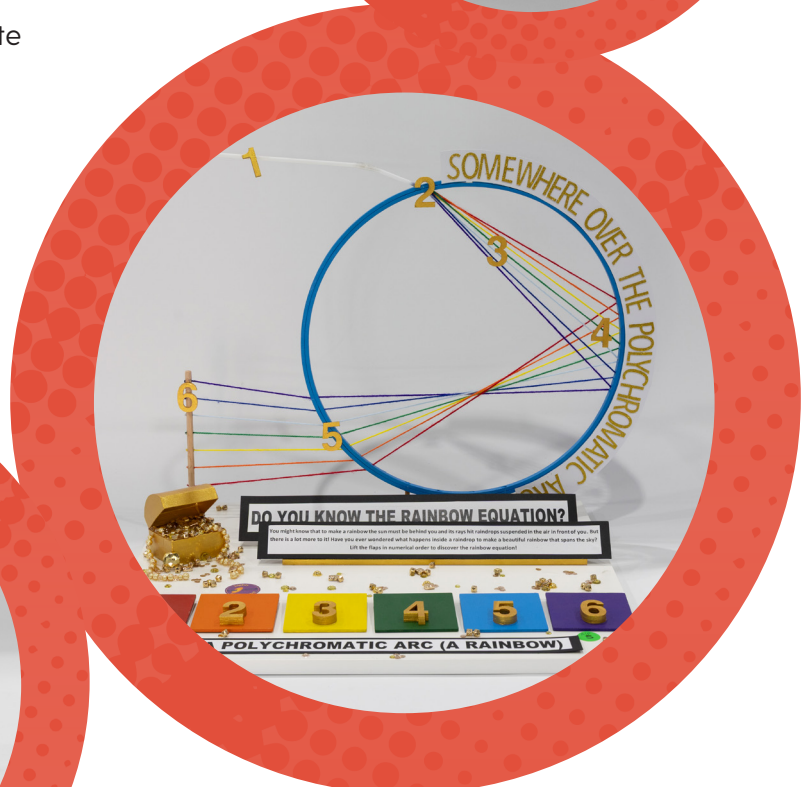 te
1
2
SOMEWHERE OVER THE POLYCHROMATIC ARC
3
4
6
5
DO YOU KNOW THE RAINBOW EQUATION?
You might know that to make a rainbow the sun must be behind you and its rays hit raindrops suspended in the air in front of you. But
there is a lot more to it! Have you ever wondered what happens inside a raindrop to make a beautiful rainbow that spans the sky?
Lift the flaps in numerical order to discover the rainbow equation!
2
3
4
5
6
A POLYCHROMATIC ARC (A RAINBOW)
5